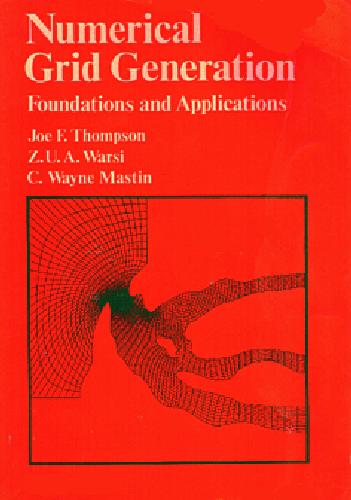 Numerical
Grid Generation
Foundations and Applications
Joe F. Thompson
Z.U.A. Warsi
C. Wayne Mastin